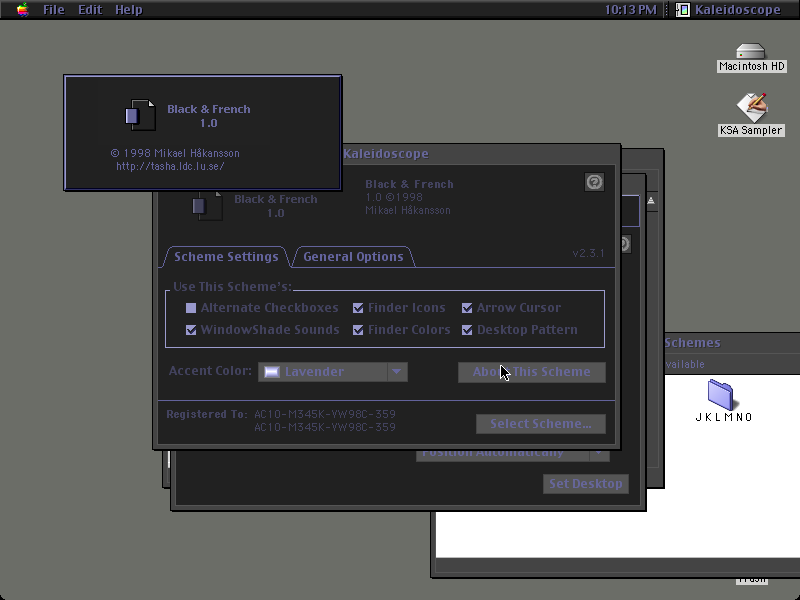 File Edit Help
10:13 PM Kaleidoscope
Macintosh HD
KSA Sampler
Black & French
1.0
© 1998 Mikael Håkansson
http://tasha.ldc.lu.se/
Kaleidoscope
Black & French
1.0
Black & French
1.0 ©1998
Mikael Håkansson
Scheme Settings
General Options
v2.3.1
Use This Scheme's:
Alternate Checkboxes
Finder Icons
Arrow Cursor
WindowShade Sounds
Finder Colors
Desktop Pattern
Accent Color:
Lavender
About This Scheme
Registered To:
AC10-M345K-YW98C-359
AC10-M345K-YW98C-359
Select Scheme...
Position Automatically
Set Desktop
Schemes
vailable
J K L M N O
Trash